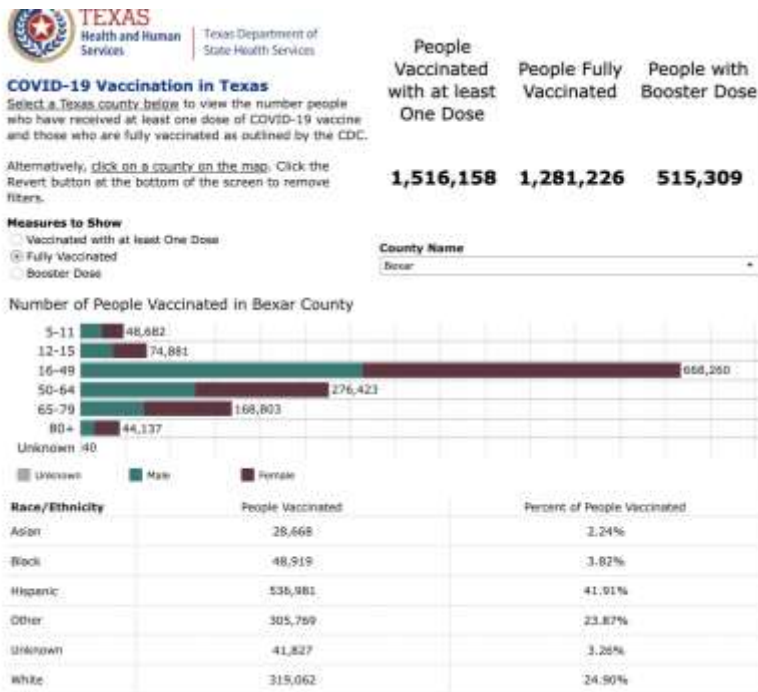 TEXAS
Health and Human
Services
Texas Department of
State Health Services
COVID-19 Vaccination in Texas
Select a Texas county below to view the number people
who have received at least one dose of COVID-19 vaccine
and those who are fully vaccinated as outlined by the CDC.
Alternatively, click on a county on the map. Click the
Revert button at the bottom of the screen to remove
filters.
People
Vaccinated
with at least
One Dose
1,516,158
People Fully
Vaccinated
1,281,226
People with
Booster Dose
515,309
Measures to Show
Vaccinated with at least One Dose
Fully Vaccinated
Booster Dose
County Name
Bexar
Number of People Vaccinated in Bexar County
5-11 48,682
12-15 74,881
16-49 668,260
50-64 276,423
65-79 168,803
80+ 44,137
Unknown 40
Unknown Male Female
Race/Ethnicity People Vaccinated Percent of People Vaccinated
Asian 28,668 2.24%
Black 48,919 3.82%
Hispanic 536,981 41.91%
Other 305,769 23.87%
Unknown 41,827 3.26%
White 319,062 24.90%